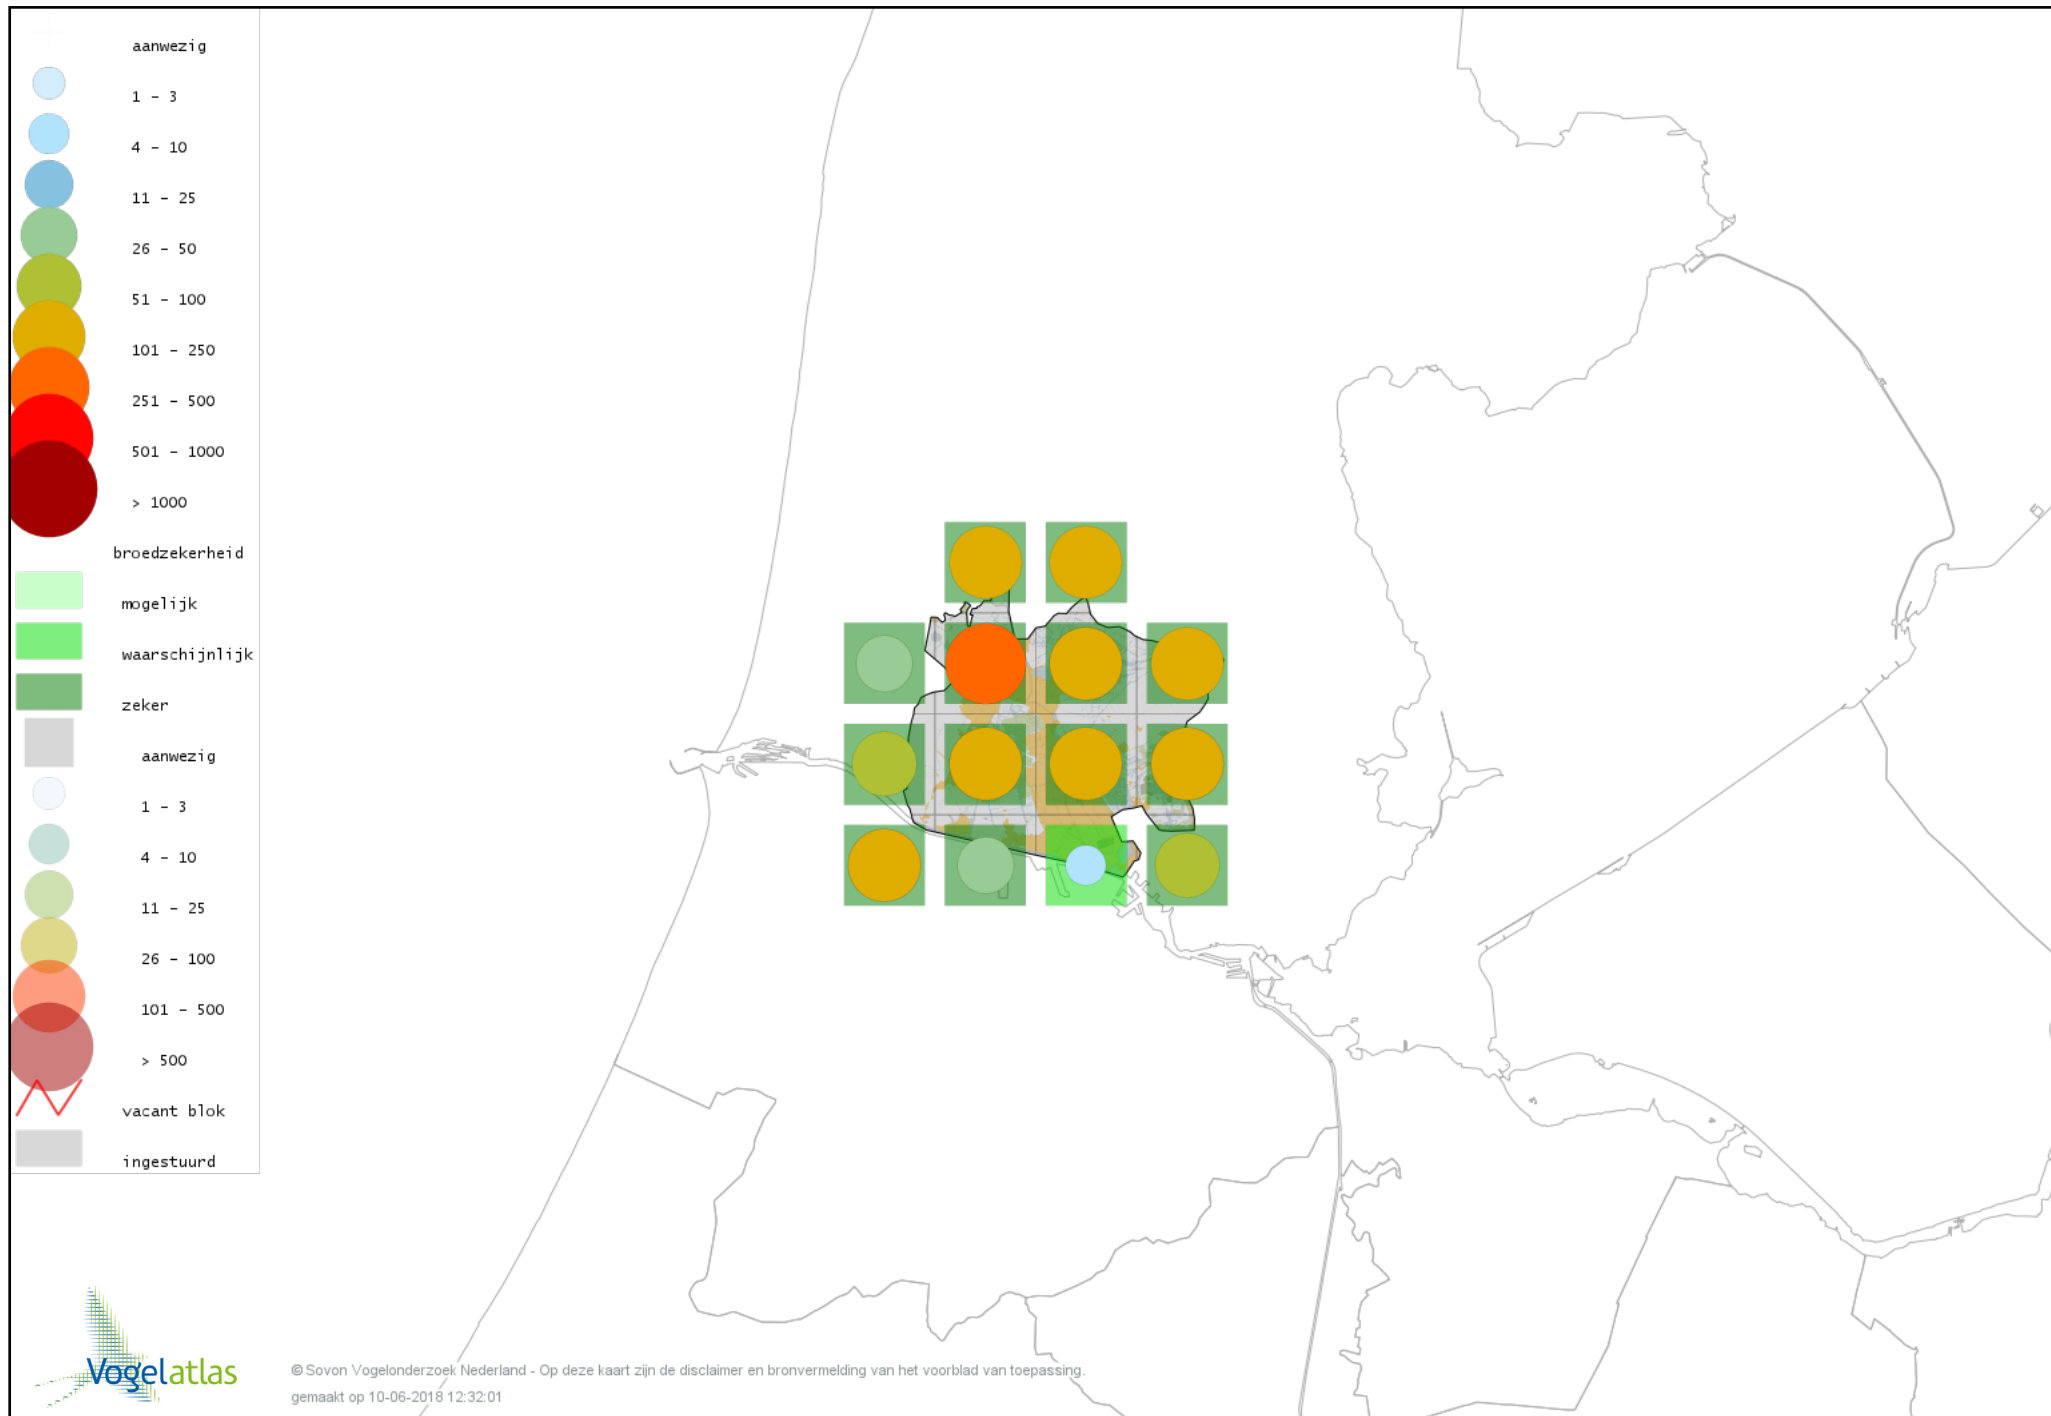 aanwezig
1 - 3
4 - 10
11 - 25
26 - 50
51 - 100
101 - 250
251 - 500
501 - 1000
> 1000
broedzekerheid
mogelijk
waarschijnlijk
zeker
aanwezig
1 - 3
4 - 10
11 - 25
26 - 100
101 - 500
> 500
vacant blok
ingestuurd
Vogelatlas
© Sovon Vogelonderzoek Nederland - Op deze kaart zijn de disclaimer en bronvermelding van het voorblad van toepassing.
gemaakt op 10-06-2018 12:32:01